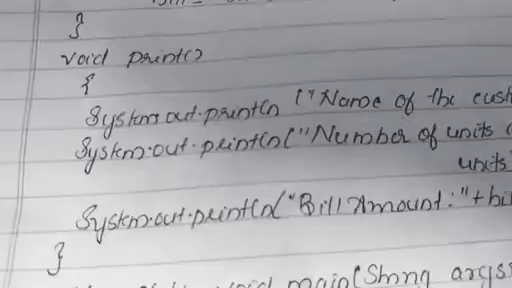 }
void print()
{
System.out.println ("Name of the cust
System.out.println("Number of units
units
System.out.println("Bill Amount:"+bi
}
void main(String args